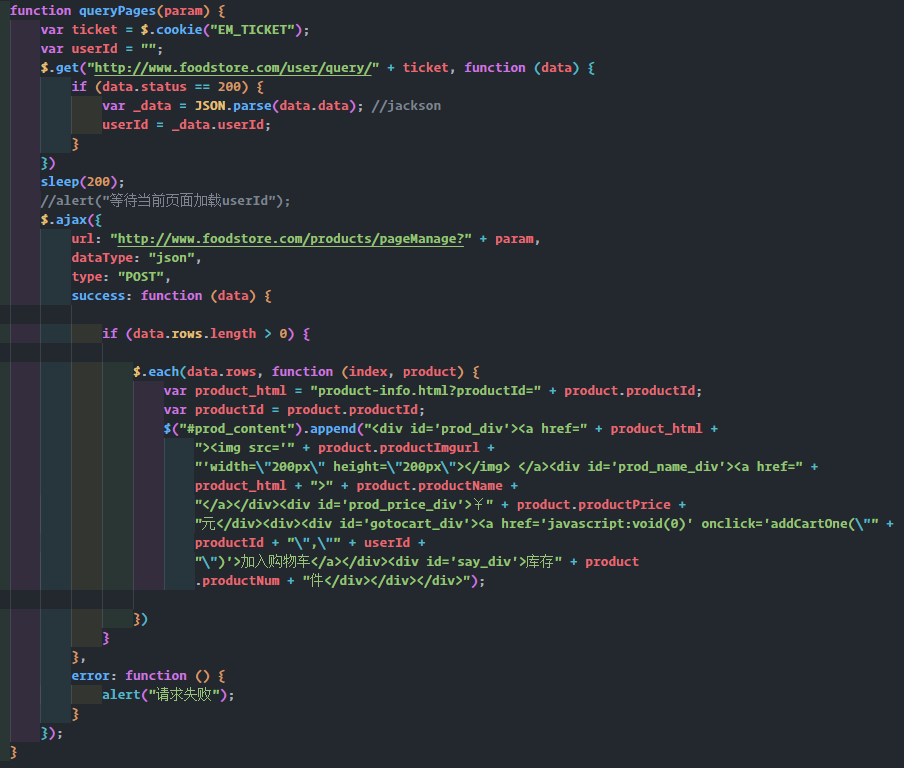 function queryPages(param) {
var ticket = $.cookie("EM_TICKET");
var userId = "";
$.get("http://www.foodstore.com/user/query/" + ticket, function (data) {
if (data.status == 200) {
var _data = JSON.parse(data.data); //jackson
userId = _data.userId;
}
})
sleep(200);
//alert("等待当前页面加载userId");
$.ajax({
url: "http://www.foodstore.com/products/pageManage?" + param,
dataType: "json",
type: "POST",
success: function (data) {
if (data.rows.length > 0) {
$.each(data.rows, function (index, product) {
var product_html = "product-info.html?productId=" + product.productId;
var productId = product.productId;
$("#prod_content").append("<div id='prod_div'><a href=" + product_html +
"><img src='" + product.productImgurl +
"'width=\"200px\" height=\"200px\"></img> </a><div id='prod_name_div'><a href=" +
product_html + ">" + product.productName +
"</a></div><div id='prod_price_div'>¥" + product.productPrice +
"元</div><div><div id='gotocart_div'><a href='javascript:void(0)' onclick='addCartOne(\"" +
productId + "\",\"" + userId +
"\")'>加入购物车</a></div><div id='say_div'>库存" + product
.productNum + "件</div></div></div>");
})
}
},
error: function () {
alert("请求失败");
}
});
}